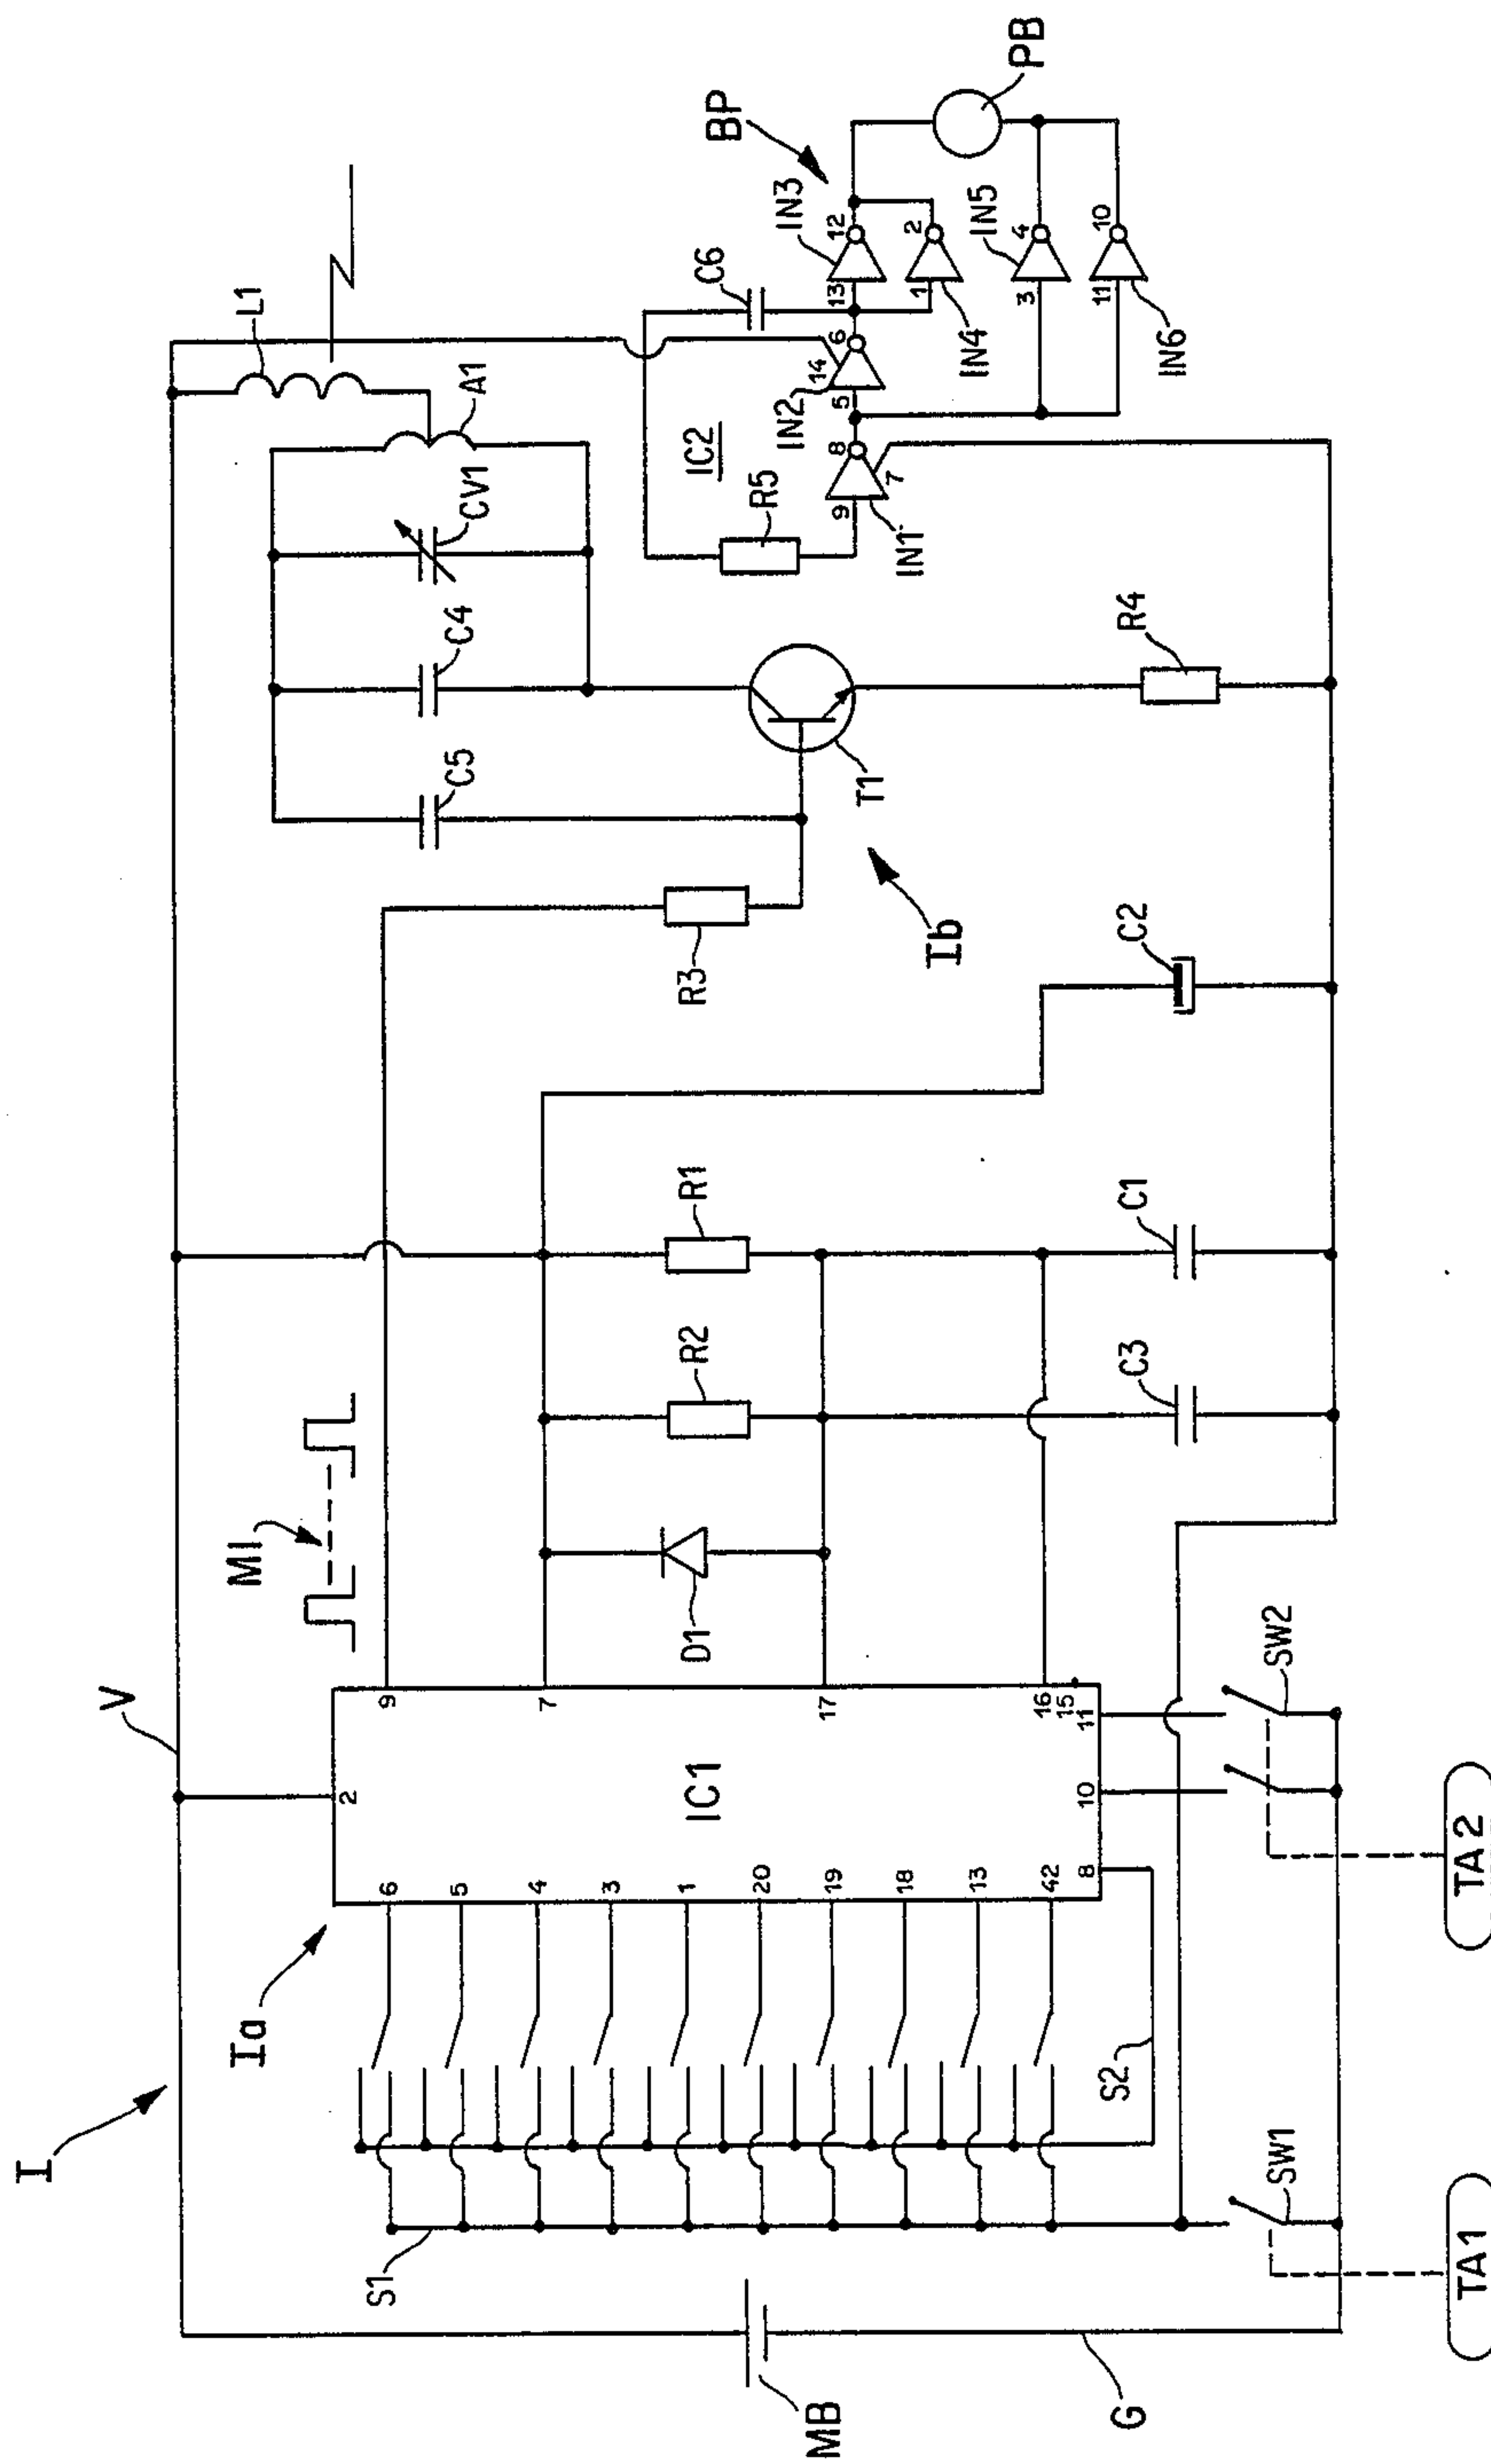 I
V
MI
L1
A1
CV1
C4
C5
C6
BP
PB
IN3
12
13
2
1
IN4
IN5
4
3
10
11
IN6
6
14
5
IN2
IC2
8
7
9
IN1
R5
R4
T1
Ib
R3
C2
R1
R2
D1
C1
C3
Ia
IC1
2
9
7
17
16
15
11
10
8
6
5
4
3
1
20
19
18
13
42
S1
S2
SW1
SW2
MB
G
TA1
TA2